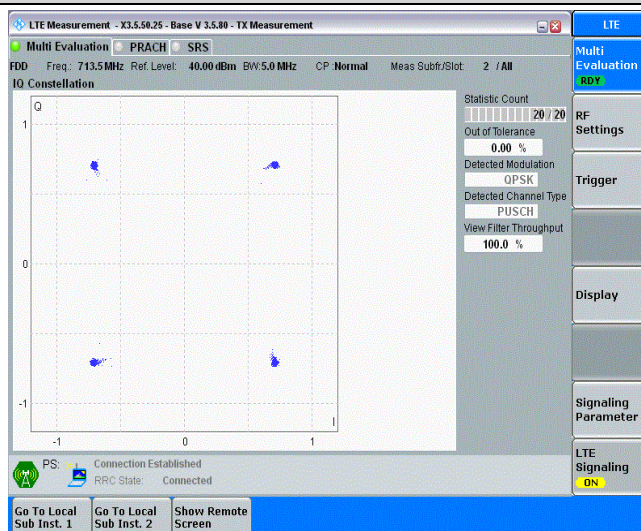 LTE Measurement - X3.5.50.25 - Base V 3.5.80 - TX Measurement
LTE
Multi Evaluation PRACH SRS
Multi
Evaluation
RDY
FDD Freq.: 713.5 MHz Ref. Level: 40.00 dBm BW:5.0 MHz CP :Normal Meas Subfr./Slot: 2 / All
IQ Constellation
Q
1
0
-1
-1 0 1
I
Statistic Count
20 / 20
Out of Tolerance
0.00 %
Detected Modulation
QPSK
Detected Channel Type
PUSCH
View Filter Throughput
100.0 %
RF
Settings
Trigger
Display
Signaling
Parameter
LTE
Signaling
ON
PS: Connection Established
RRC State: Connected
Go To Local
Sub Inst. 1
Go To Local
Sub Inst. 2
Show Remote
Screen